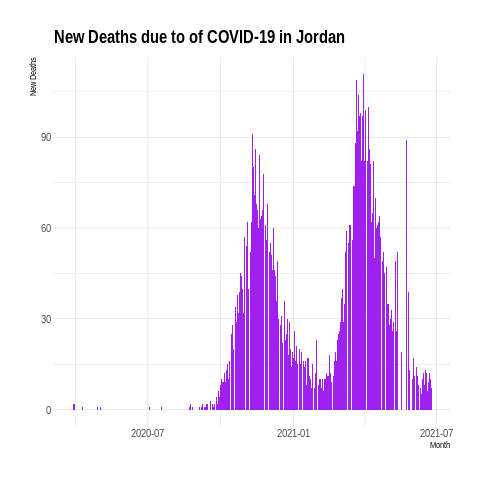 New Deaths due to of COVID-19 in Jordan
New Deaths
90
60
30
0
2020-07
2021-01
2021-07
Month